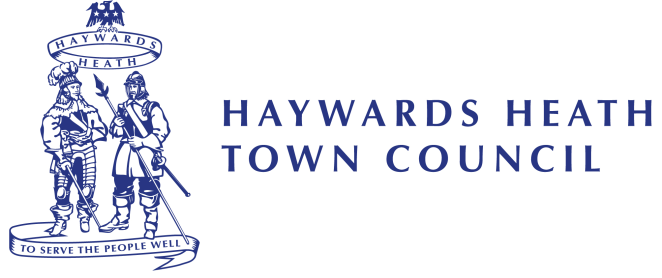 HAYWARDS
HEATH
HAYWARDS HEATH
TOWN COUNCIL
TO SERVE THE PEOPLE WELL